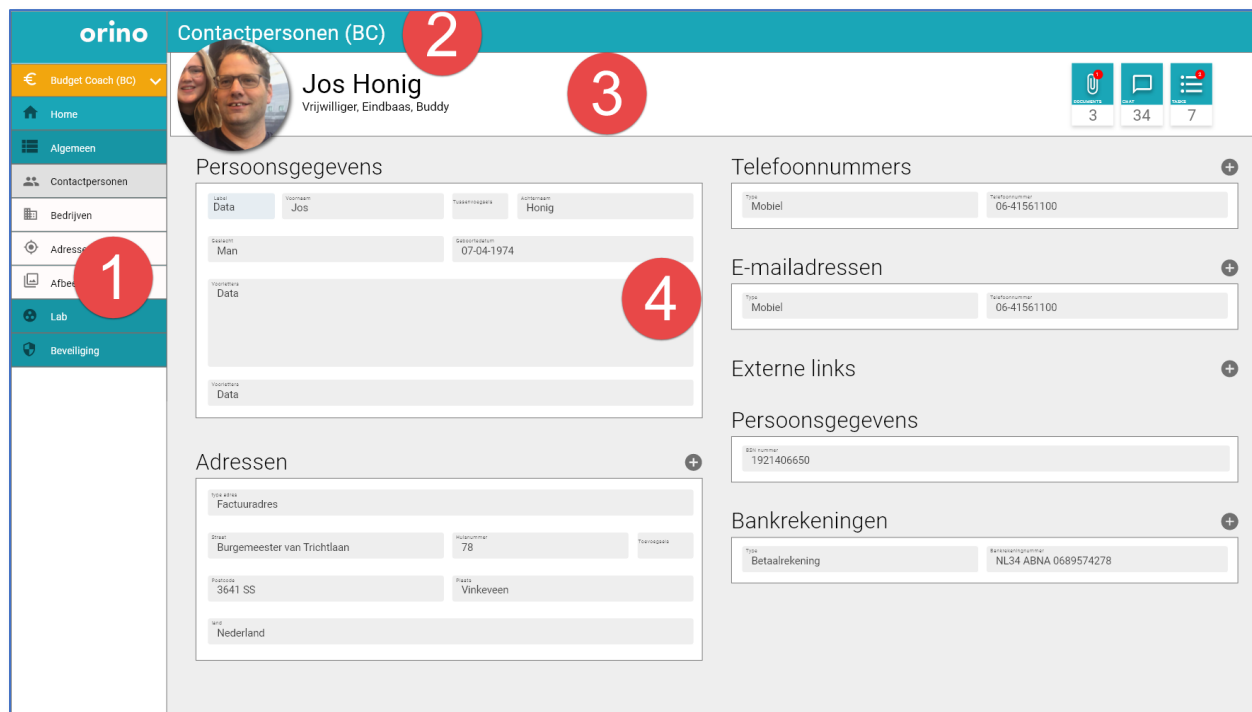 orino
Contactpersonen (BC)
2
€ Budget Coach (BC)
Home
Algemeen
Contactpersonen
Bedrijven
Adresse
Afbee
1
Lab
Beveiliging
Jos Honig
Vrijwilliger, Eindbaas, Buddy
3
1
DOCUMENTS
3
CHAT
34
TASKS
7
Persoonsgegevens
Label Voornaam Tussenvoegsels Achternaam
Data Jos Honig
Geslacht Geboortedatum
Man 07-04-1974
Voorletters
Data
4
Voorletters
Data
Adressen
type adres
Factuuradres
Straat Huisnummer Toevoegsels
Burgemeester van Trichtlaan 78
Postcode Plaats
3641 SS Vinkeveen
land
Nederland
Telefoonnummers
Type Telefoonnummer
Mobiel 06-41561100
E-mailadressen
Type Telefoonnummer
Mobiel 06-41561100
Externe links
Persoonsgegevens
BSN nummer
1921406650
Bankrekeningen
Type Bankrekeningnummer
Betaalrekening NL34 ABNA 0689574278